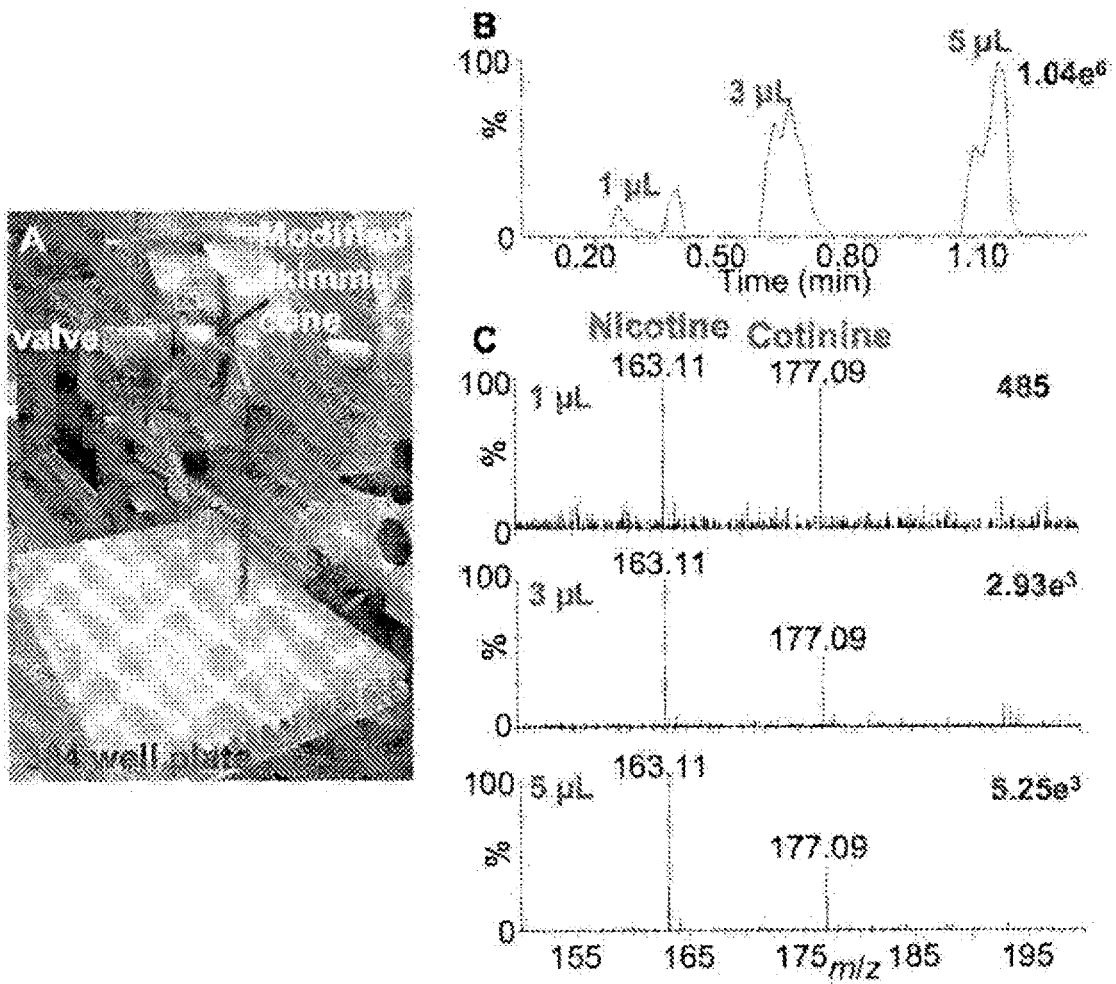 A
Modified
skimmer
cone
valve
4 well plate
B
100
%
0
1 µL
3 µL
5 µL
1.04e⁶
0.20
0.50
0.80
1.10
Time (min)
C
Nicotine
Cotinine
163.11
177.09
100
1 µL
485
%
0
163.11
100
3 µL
2.93e³
177.09
%
0
163.11
100
5 µL
5.25e³
177.09
%
0
155
165
175
m/z
185
195